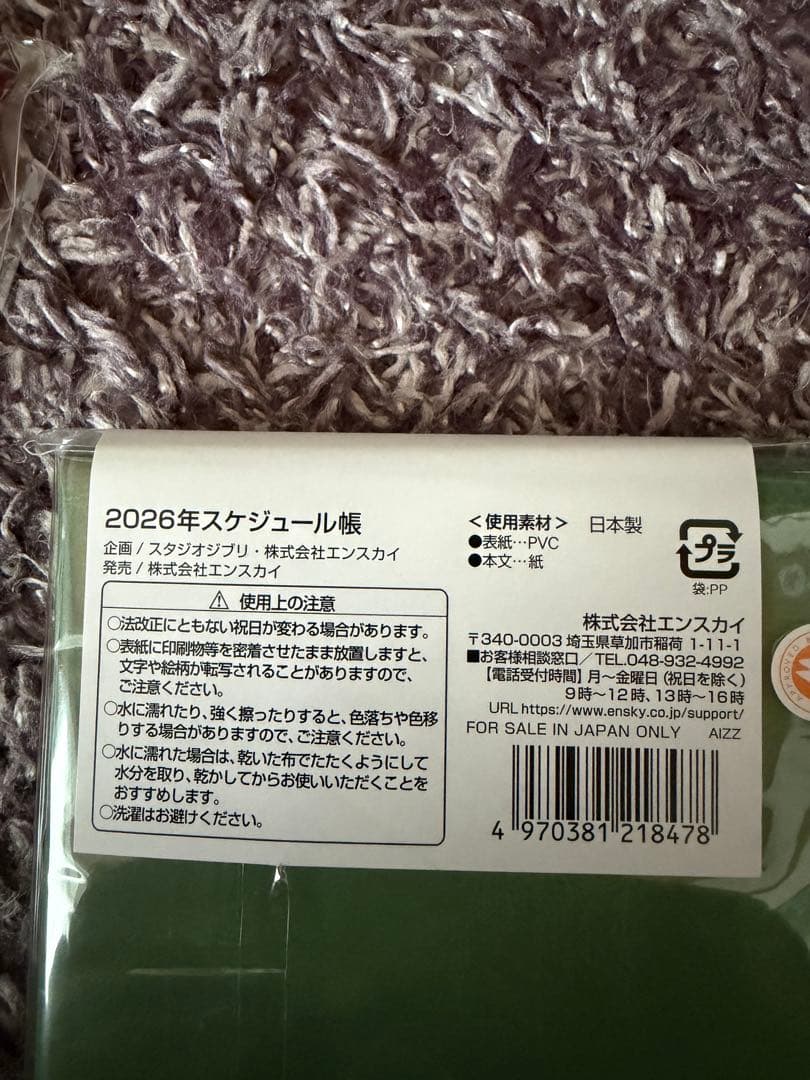 2026年スケジュール帳
企画 / スタジオジブリ・株式会社エンスカイ
発売 / 株式会社エンスカイ
⚠ 使用上の注意
○法改正にともない祝日が変わる場合があります。
○表紙に印刷物等を密着させたまま放置しますと、
文字や絵柄が転写されることがありますので、
ご注意ください。
○水に濡れたり、強く擦ったりすると、色落ちや色移
りする場合がありますので、ご注意ください。
○水に濡れた場合は、乾いた布でたたくようにして
水分を取り、乾かしてからお使いいただくことを
おすすめします。
○洗濯はお避けください。
＜使用素材＞ 日本製
●表紙…PVC
●本文…紙
プラ
袋:PP
株式会社エンスカイ
〒340-0003 埼玉県草加市稲荷 1-11-1
■お客様相談窓口／TEL.048-932-4992
【電話受付時間】月〜金曜日（祝日を除く）
9時〜12時、13時〜16時
URL https://www.ensky.co.jp/support/
FOR SALE IN JAPAN ONLY AIZZ
4 970381 218478